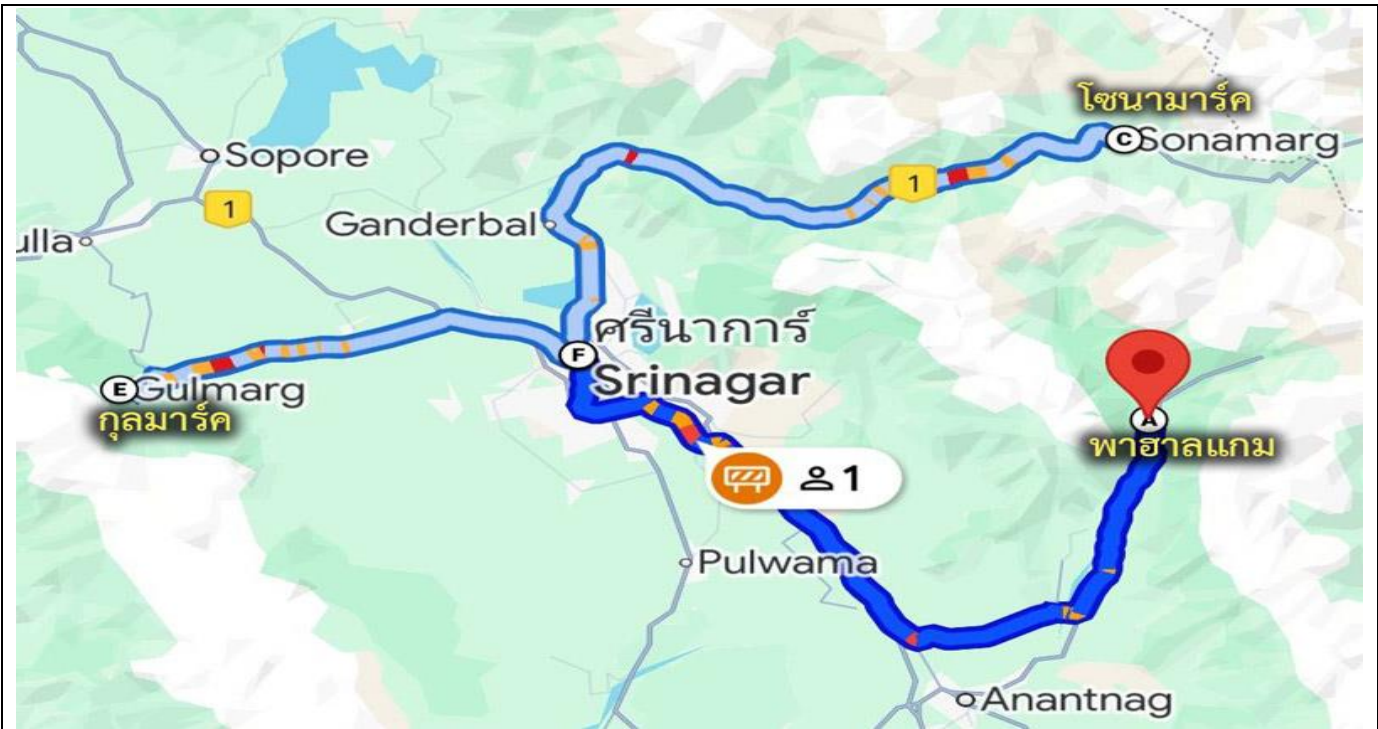 โซนามาร์ค
C Sonamarg
Sopore
1
1
Ganderbal
ulla
ศรีนาการ์
F
Srinagar
E Gulmarg
กุลมาร์ค
A
พาฮาลแกม
1
Pulwama
Anantnag